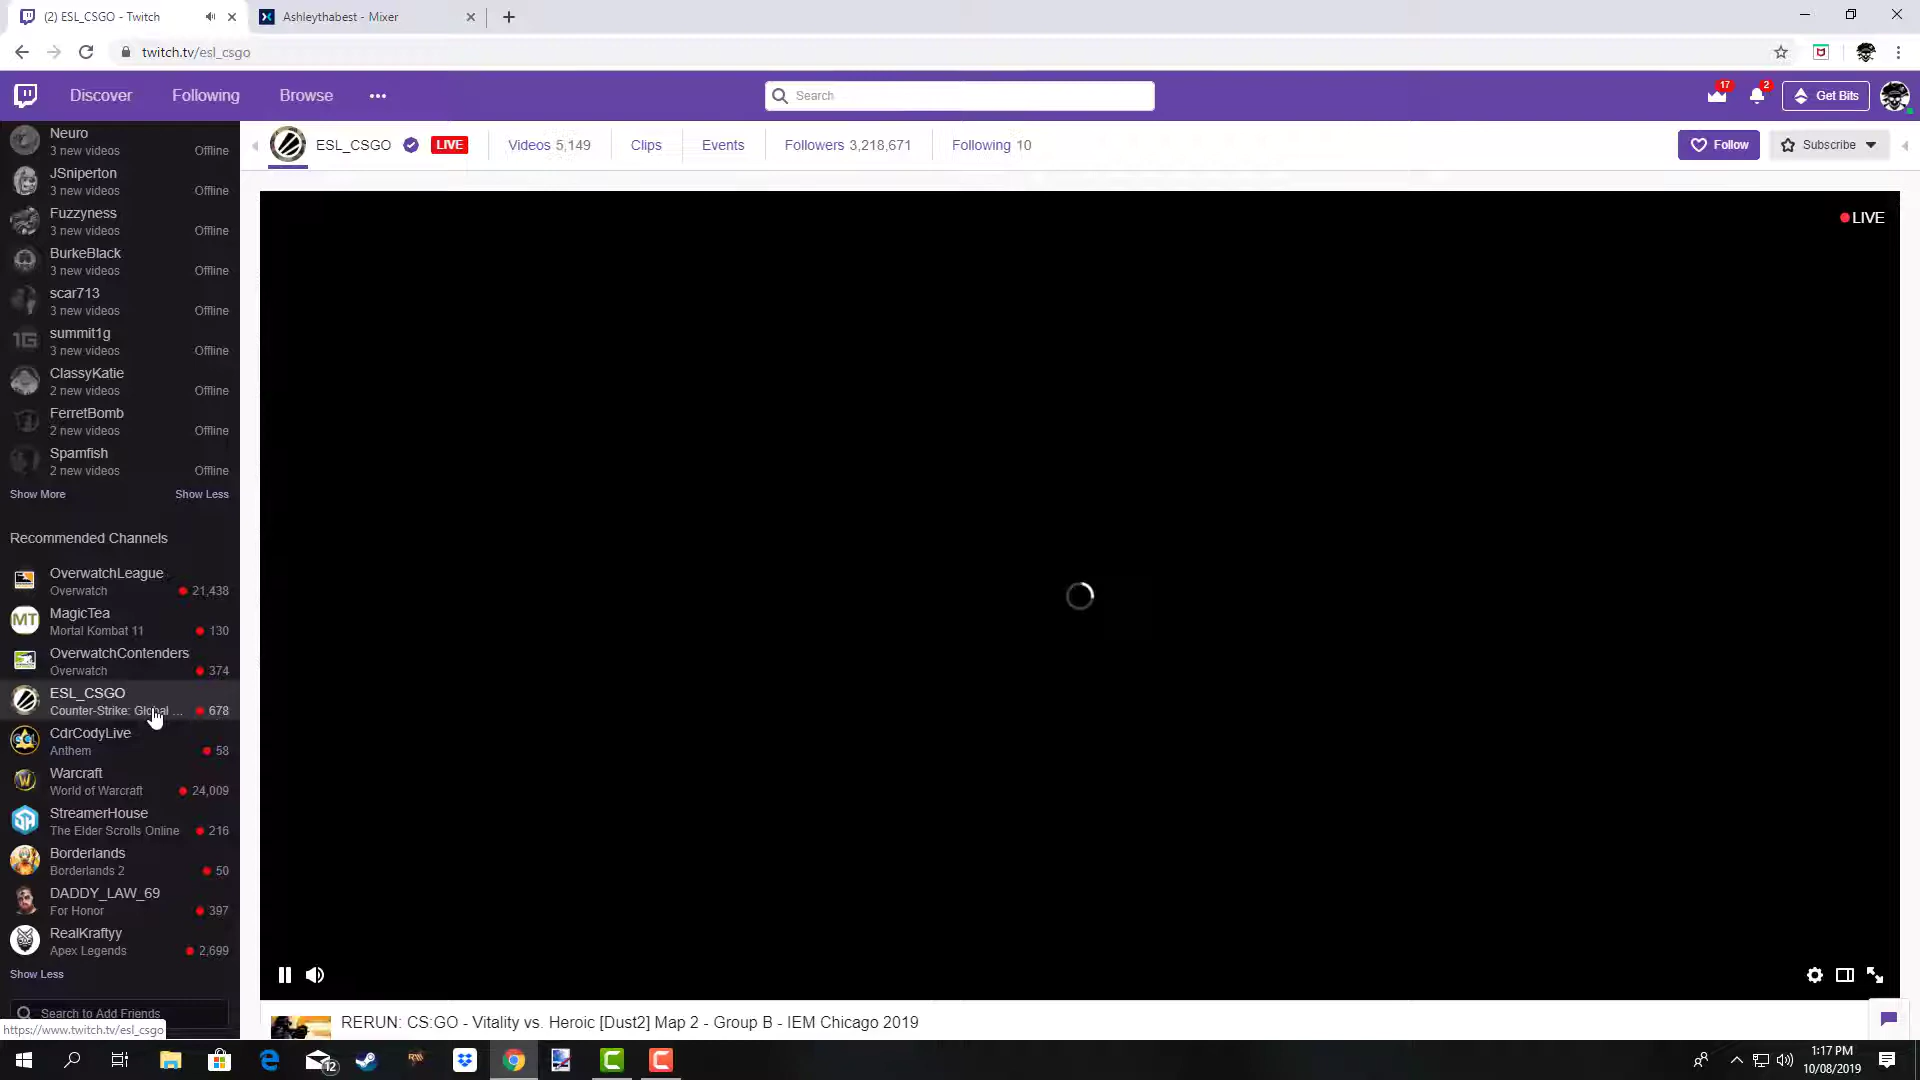 (2) ESL_CSGO - Twitch
Ashleythabest - Mixer
twitch.tv/esl_csgo
Discover
Following
Browse
Search
17
2
Get Bits
ESL_CSGO
LIVE
Videos 5,149
Clips
Events
Followers 3,218,671
Following 10
Follow
Subscribe
LIVE
Neuro
3 new videos Offline
JSniperton
3 new videos Offline
Fuzzyness
3 new videos Offline
BurkeBlack
3 new videos Offline
scar713
3 new videos Offline
1G
summit1g
3 new videos Offline
ClassyKatie
2 new videos Offline
FerretBomb
2 new videos Offline
Spamfish
2 new videos Offline
Show More Show Less
Recommended Channels
OverwatchLeague
Overwatch 21,438
MT
MagicTea
Mortal Kombat 11 130
OverwatchContenders
Overwatch 374
ESL_CSGO
Counter-Strike: Global ... 678
CdrCodyLive
Anthem 58
Warcraft
World of Warcraft 24,009
StreamerHouse
The Elder Scrolls Online 216
Borderlands
Borderlands 2 50
DADDY_LAW_69
For Honor 397
RealKraftyy
Apex Legends 2,699
Show Less
Search to Add Friends
https://www.twitch.tv/esl_csgo
RERUN: CS:GO - Vitality vs. Heroic [Dust2] Map 2 - Group B - IEM Chicago 2019
12
1:17 PM
10/08/2019